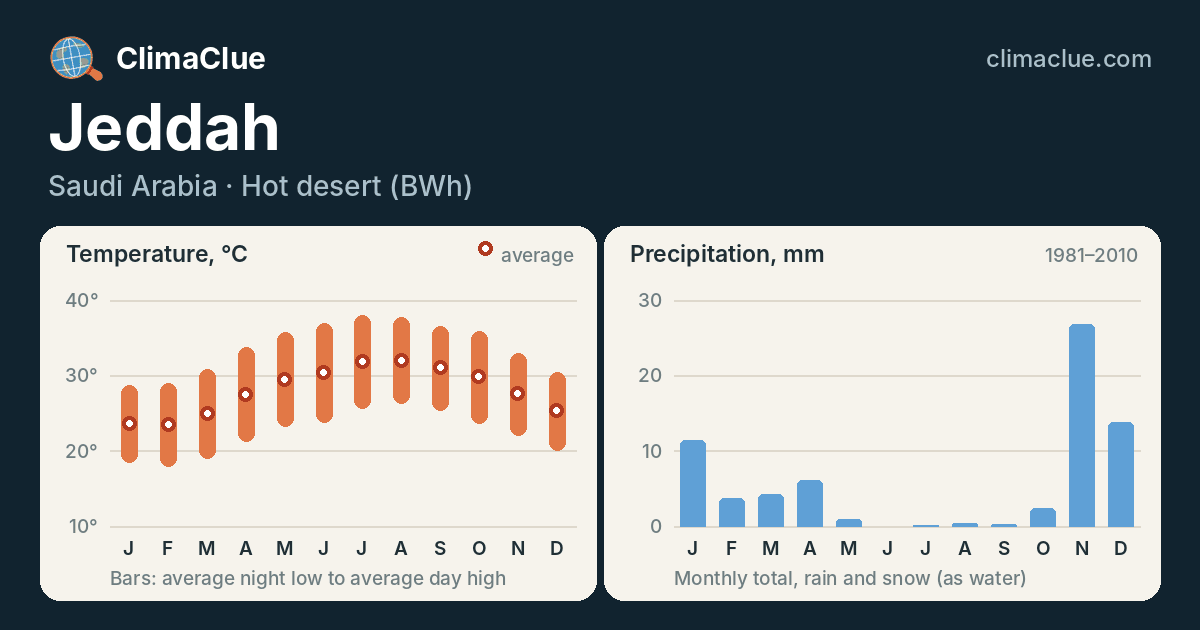 ClimaClue
climaclue.com
Jeddah
Saudi Arabia · Hot desert (BWh)
Temperature, °C
average
40°
30°
20°
10°
J F M A M J J A S O N D
Bars: average night low to average day high
Precipitation, mm
1981–2010
30
20
10
0
J F M A M J J A S O N D
Monthly total, rain and snow (as water)